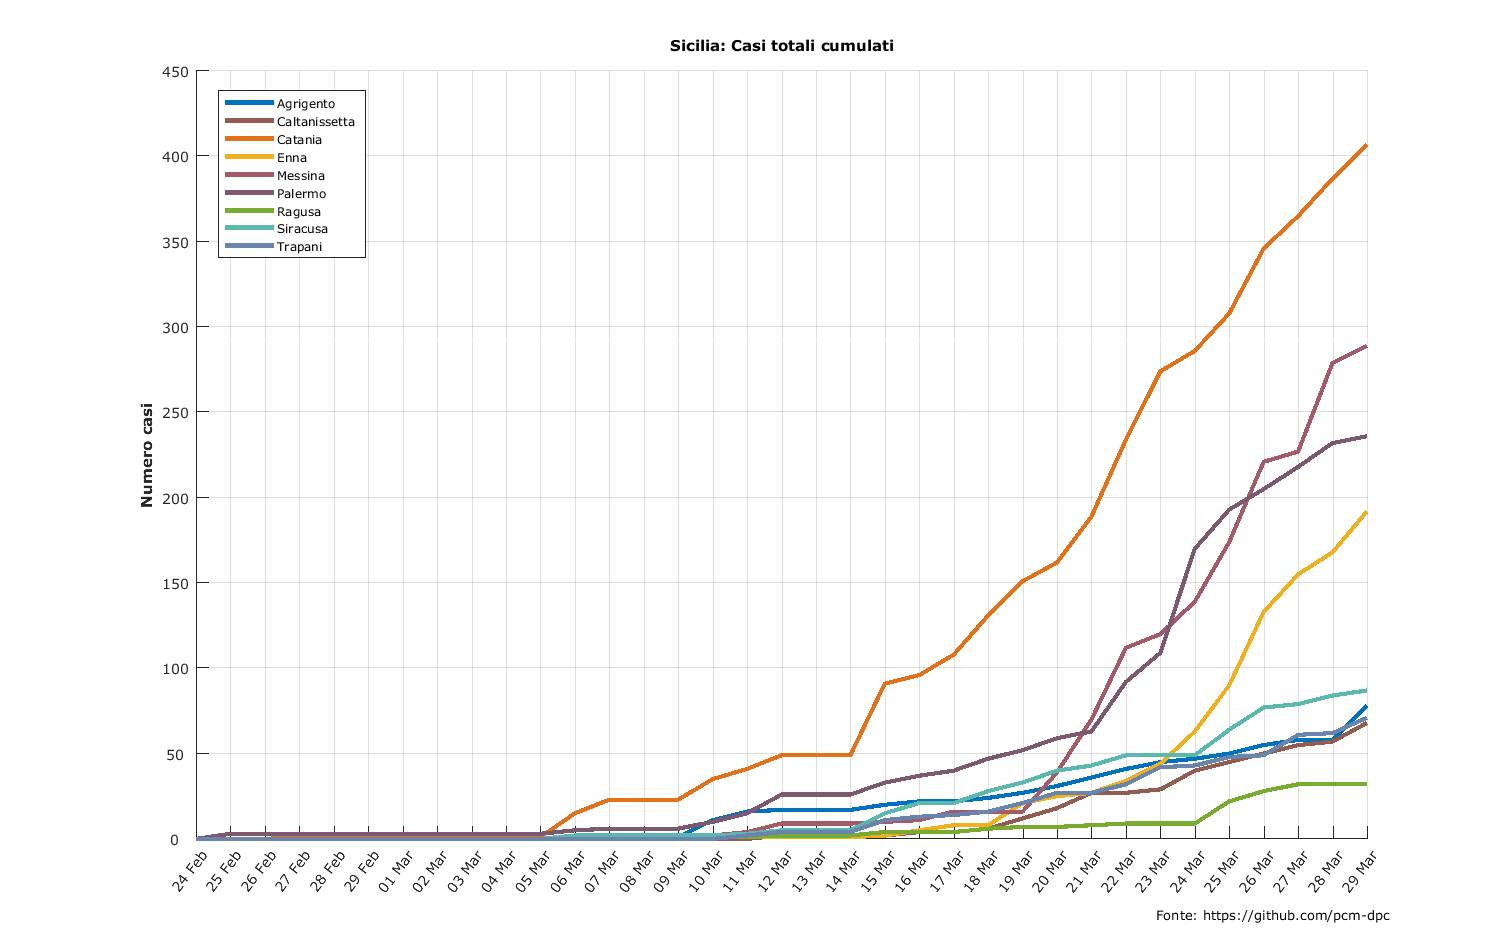 Sicilia: Casi totali cumulati
450
400
350
300
250
200
150
100
50
0
Numero casi
Agrigento
Caltanissetta
Catania
Enna
Messina
Palermo
Ragusa
Siracusa
Trapani
24 Feb
25 Feb
26 Feb
27 Feb
28 Feb
29 Feb
01 Mar
02 Mar
03 Mar
04 Mar
05 Mar
06 Mar
07 Mar
08 Mar
09 Mar
10 Mar
11 Mar
12 Mar
13 Mar
14 Mar
15 Mar
16 Mar
17 Mar
18 Mar
19 Mar
20 Mar
21 Mar
22 Mar
23 Mar
24 Mar
25 Mar
26 Mar
27 Mar
28 Mar
29 Mar
Fonte: https://github.com/pcm-dpc